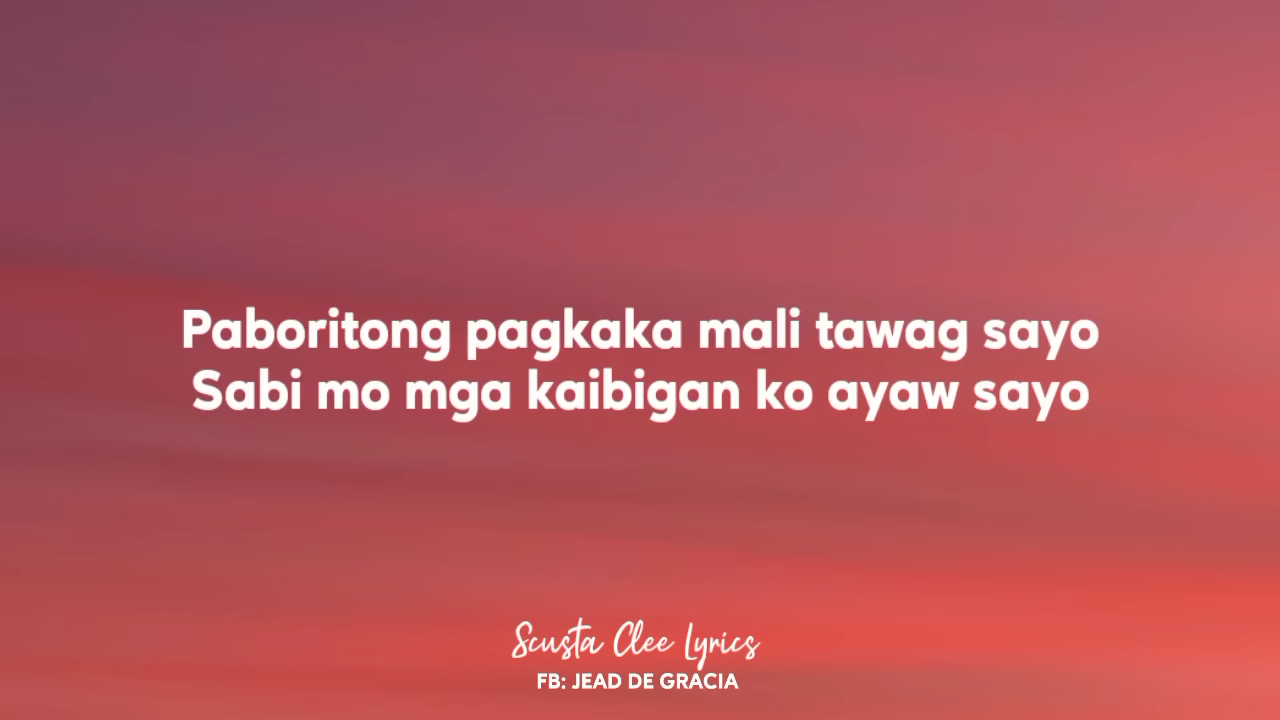 Paboritong pagkaka mali tawag sayo
Sabi mo mga kaibigan ko ayaw sayo
Scusta Clee Lyrics
FB: JEAD DE GRACIA